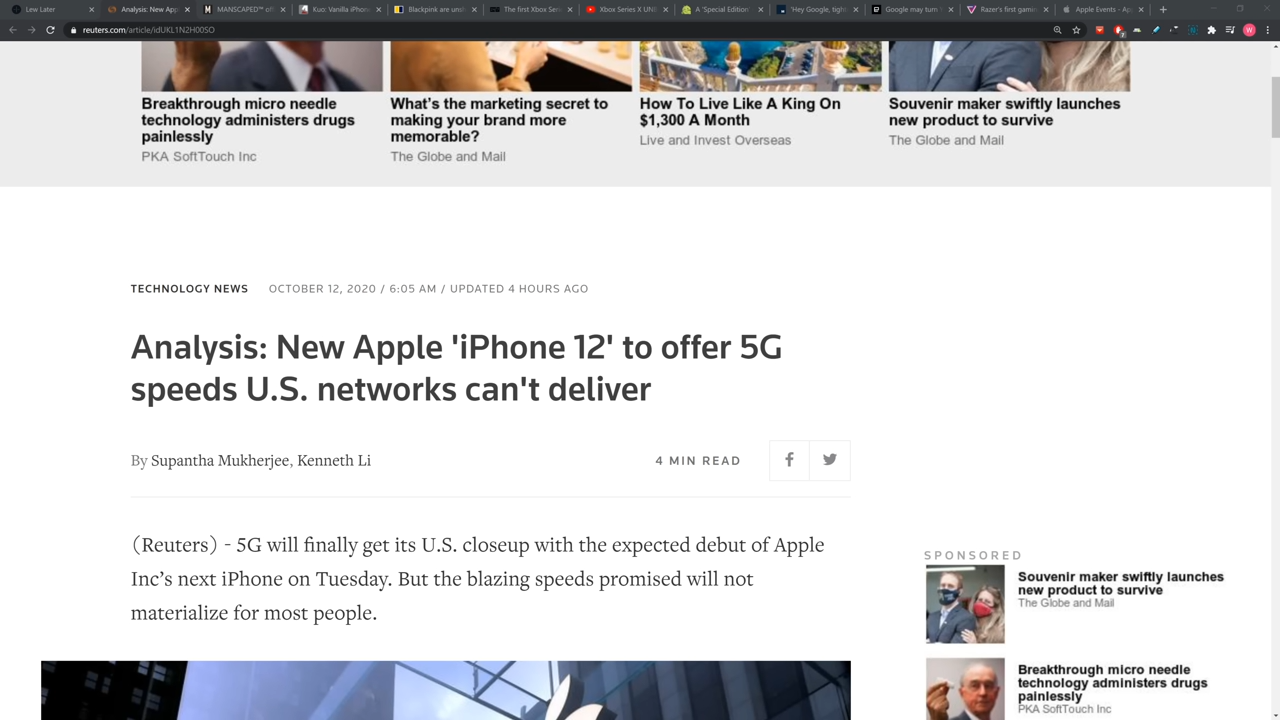 Lew Later
Analysis: New App
MANSCAPED™ off
Kuo: Vanilla iPhon
Blackpink are unst
The first Xbox Seri
Xbox Series X UNB
A 'Special Edition
'Hey Google, tight
Google may turn
Razer's first gamin
Apple Events - Ap
reuters.com/article/idUKL1N2H00SO
Breakthrough micro needle
technology administers drugs
painlessly
PKA SoftTouch Inc
What's the marketing secret to
making your brand more
memorable?
The Globe and Mail
How To Live Like A King On
$1,300 A Month
Live and Invest Overseas
Souvenir maker swiftly launches
new product to survive
The Globe and Mail
TECHNOLOGY NEWS OCTOBER 12, 2020 / 6:05 AM / UPDATED 4 HOURS AGO
Analysis: New Apple 'iPhone 12' to offer 5G
speeds U.S. networks can't deliver
By Supantha Mukherjee, Kenneth Li
4 MIN READ
(Reuters) - 5G will finally get its U.S. closeup with the expected debut of Apple
Inc's next iPhone on Tuesday. But the blazing speeds promised will not
materialize for most people.
SPONSORED
Souvenir maker swiftly launches
new product to survive
The Globe and Mail
Breakthrough micro needle
technology administers drugs
painlessly
PKA SoftTouch Inc